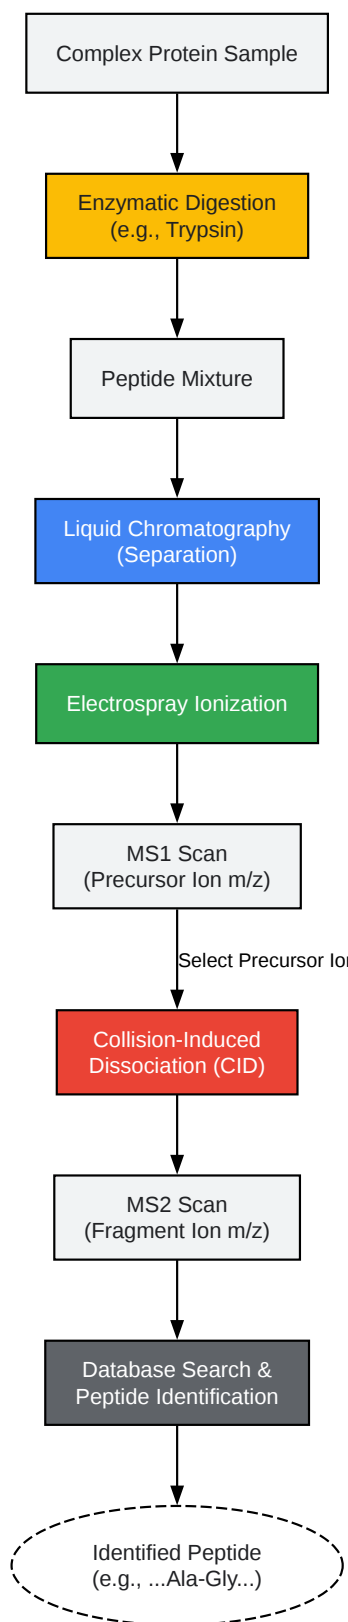 Complex Protein Sample
Enzymatic Digestion
(e.g., Trypsin)
Peptide Mixture
Liquid Chromatography
(Separation)
Electrospray Ionization
MS1 Scan
(Precursor Ion m/z)
Select Precursor Ion
Collision-Induced
Dissociation (CID)
MS2 Scan
(Fragment Ion m/z)
Database Search &
Peptide Identification
Identified Peptide
(e.g., ...Ala-Gly...)